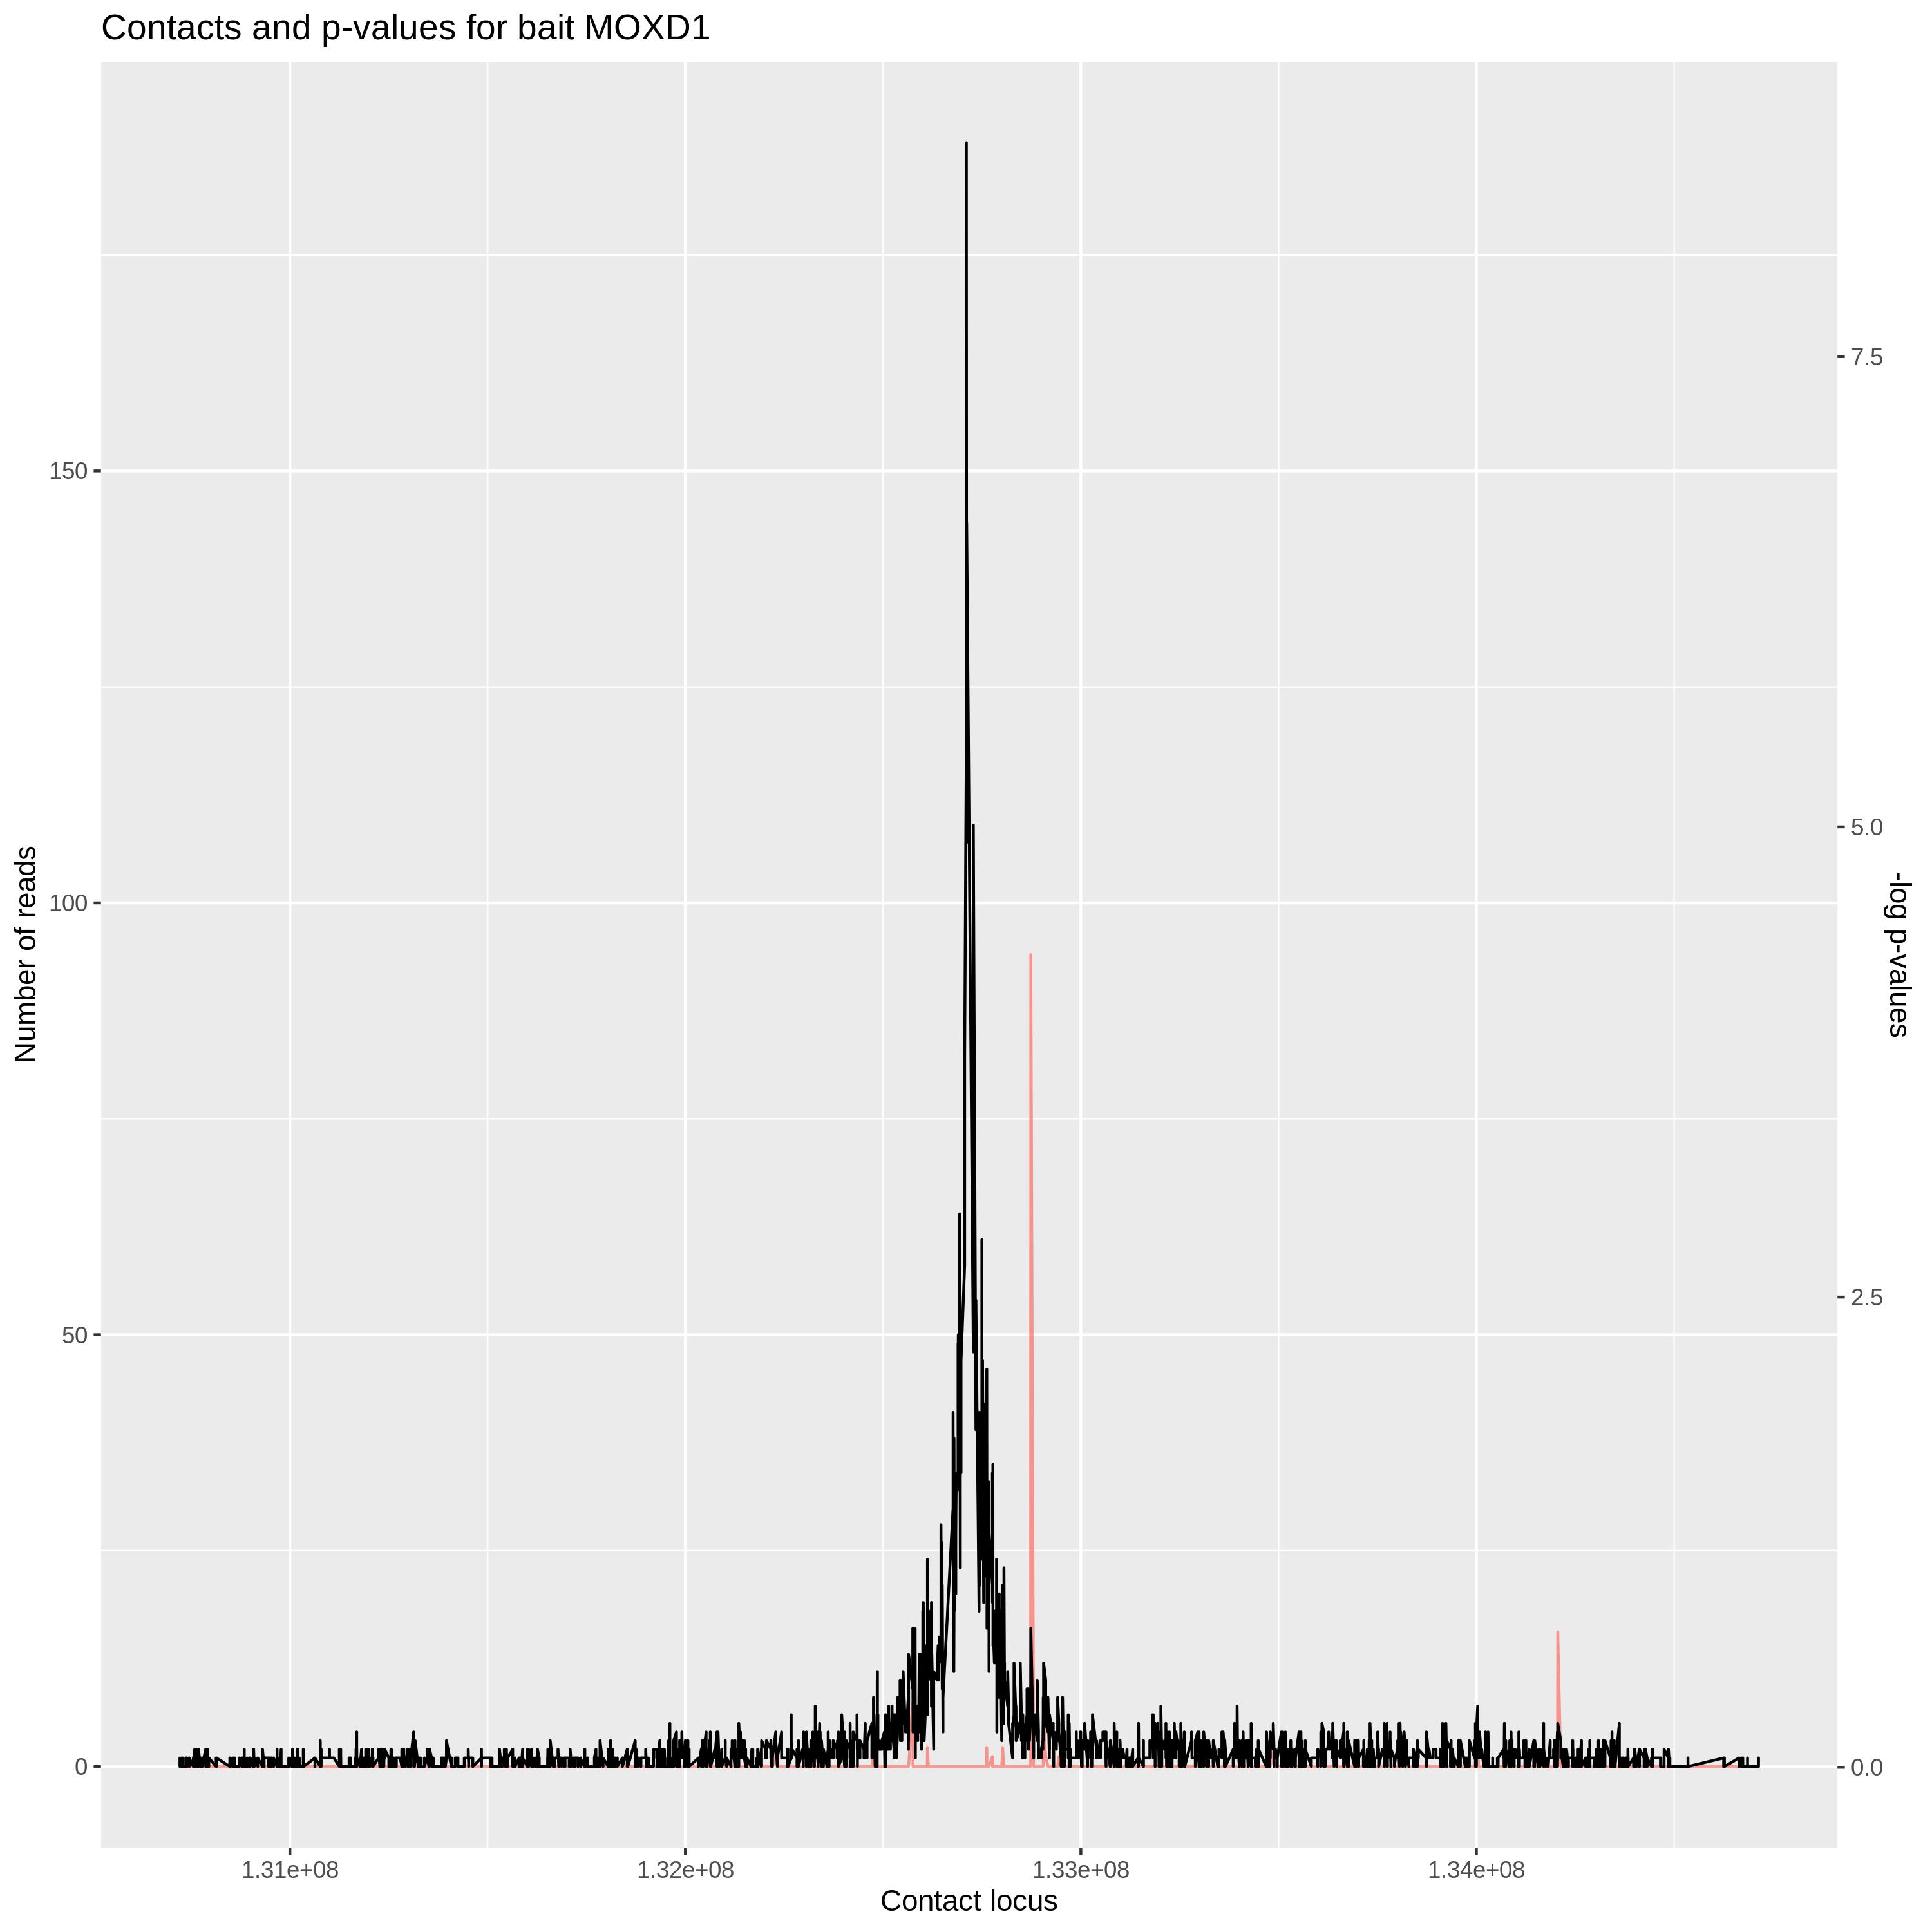 Contacts and p-values for bait MOXD1
Number of reads
150
100
50
0
7.5
5.0
2.5
0.0
-log p-values
1.31e+08
1.32e+08
1.33e+08
1.34e+08
Contact locus